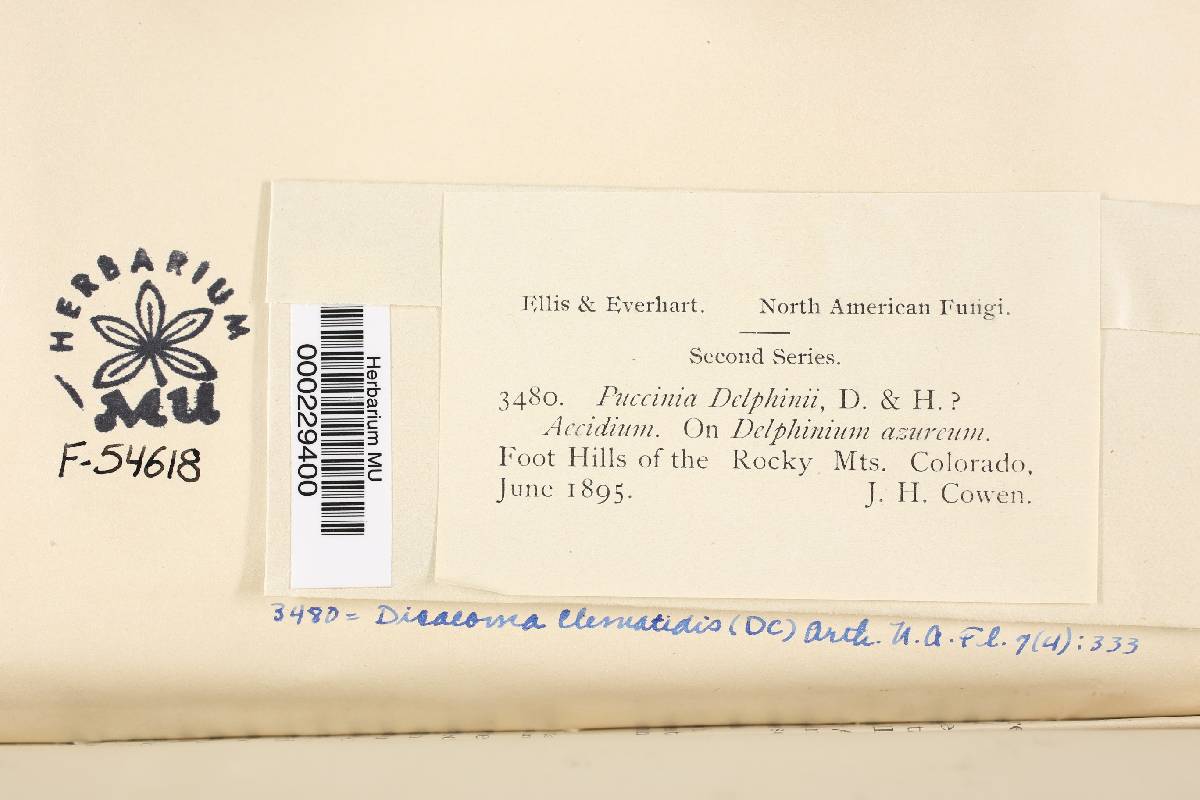 HERBARIUM
MU
F-54618
Herbarium MU
000229400
Ellis & Everhart. North American Fungi.
Second Series.
3480. Puccinia Delphinii, D. & H. ?
Aecidium. On Delphinium azureum.
Foot Hills of the Rocky Mts. Colorado,
June 1895. J. H. Cowen.
3480 = Dicaeoma Clematidis (DC) Arth. N. A. Fl. 7(4): 333